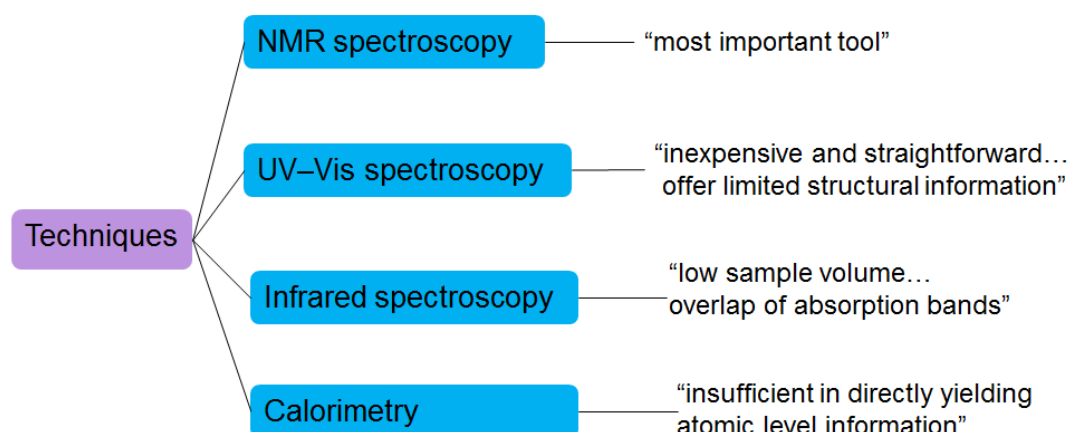 NMR spectroscopy
“most important tool”
UV–Vis spectroscopy
“inexpensive and straightforward…
offer limited structural information”
Techniques
Infrared spectroscopy
“low sample volume…
overlap of absorption bands”
Calorimetry
“insufficient in directly yielding
atomic level information”